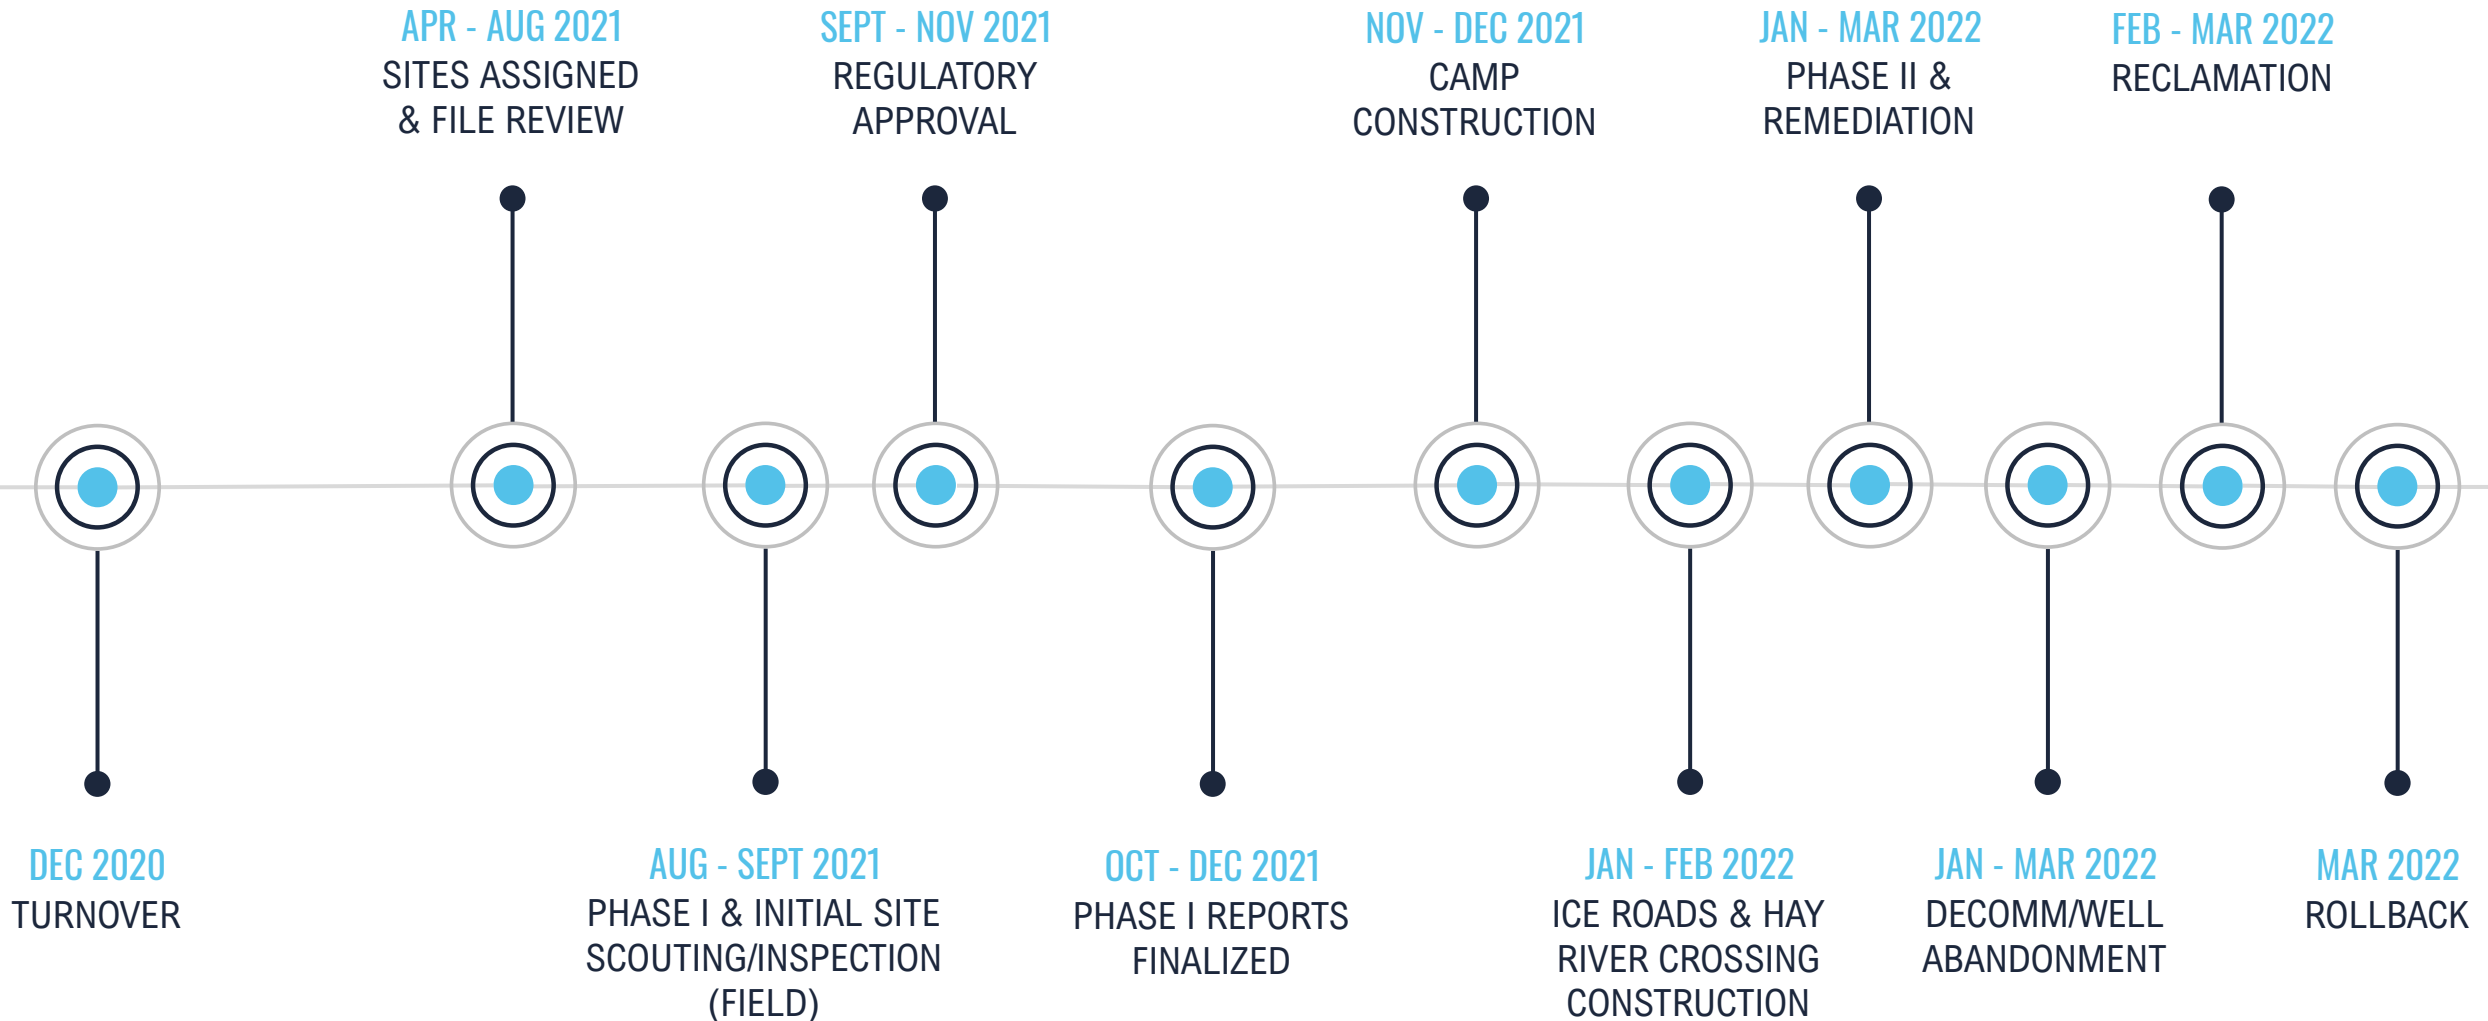 APR - AUG 2021
SITES ASSIGNED
& FILE REVIEW
SEPT - NOV 2021
REGULATORY
APPROVAL
NOV - DEC 2021
CAMP
CONSTRUCTION
JAN - MAR 2022
PHASE II &
REMEDIATION
FEB - MAR 2022
RECLAMATION
DEC 2020
TURNOVER
AUG - SEPT 2021
PHASE I & INITIAL SITE
SCOUTING/INSPECTION
(FIELD)
OCT - DEC 2021
PHASE I REPORTS
FINALIZED
JAN - FEB 2022
ICE ROADS & HAY
RIVER CROSSING
CONSTRUCTION
JAN - MAR 2022
DECOMM/WELL
ABANDONMENT
MAR 2022
ROLLBACK